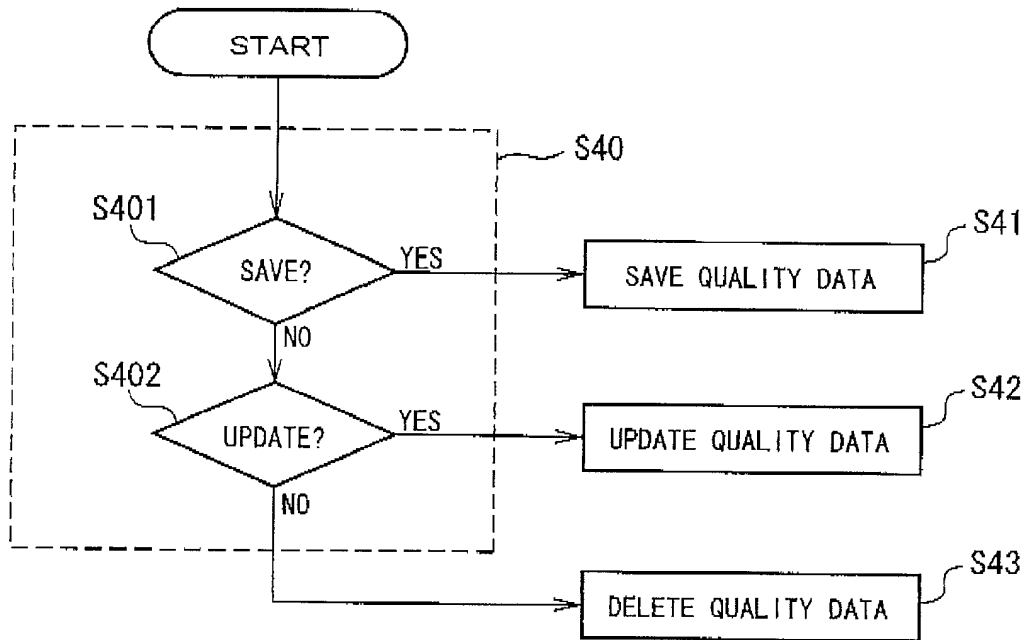 START
S40
S401
SAVE?
YES
S41
SAVE QUALITY DATA
NO
S402
UPDATE?
YES
S42
UPDATE QUALITY DATA
NO
S43
DELETE QUALITY DATA